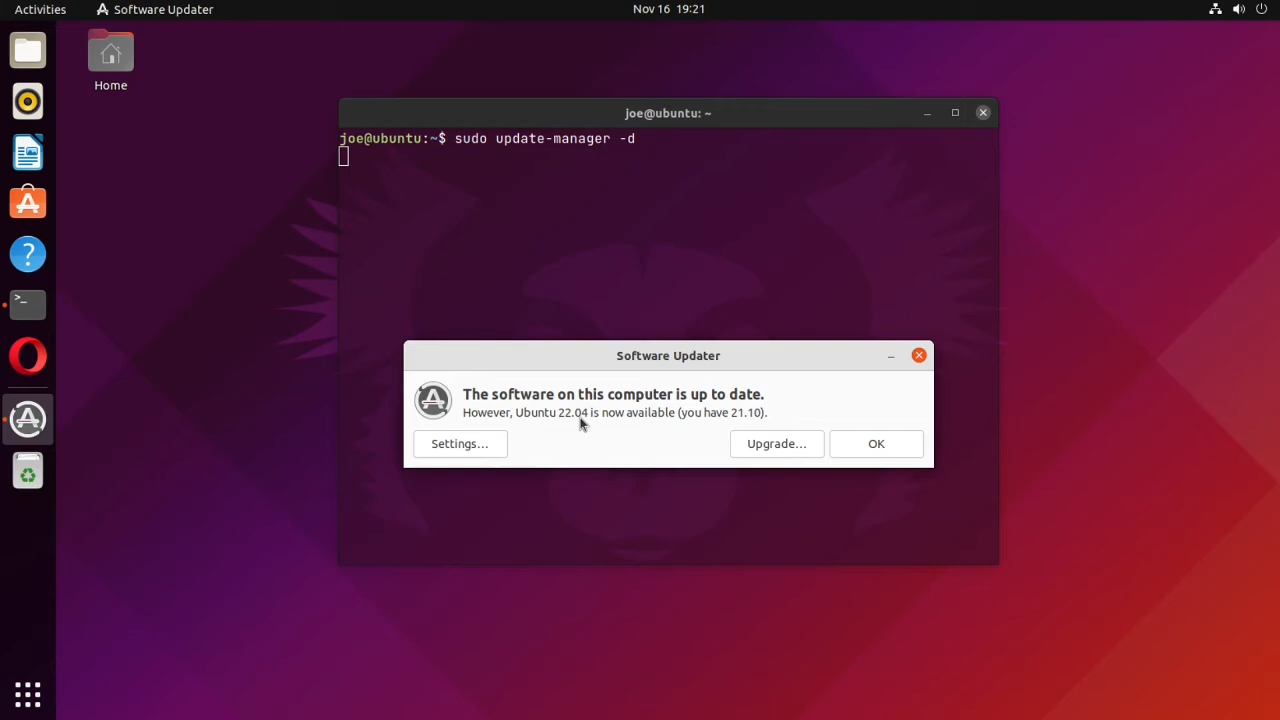 Activities
Software Updater
Nov 16 19:21
Home
joe@ubuntu: ~
joe@ubuntu:~$ sudo update-manager -d
Software Updater
The software on this computer is up to date.
However, Ubuntu 22.04 is now available (you have 21.10).
Settings...
Upgrade...
OK